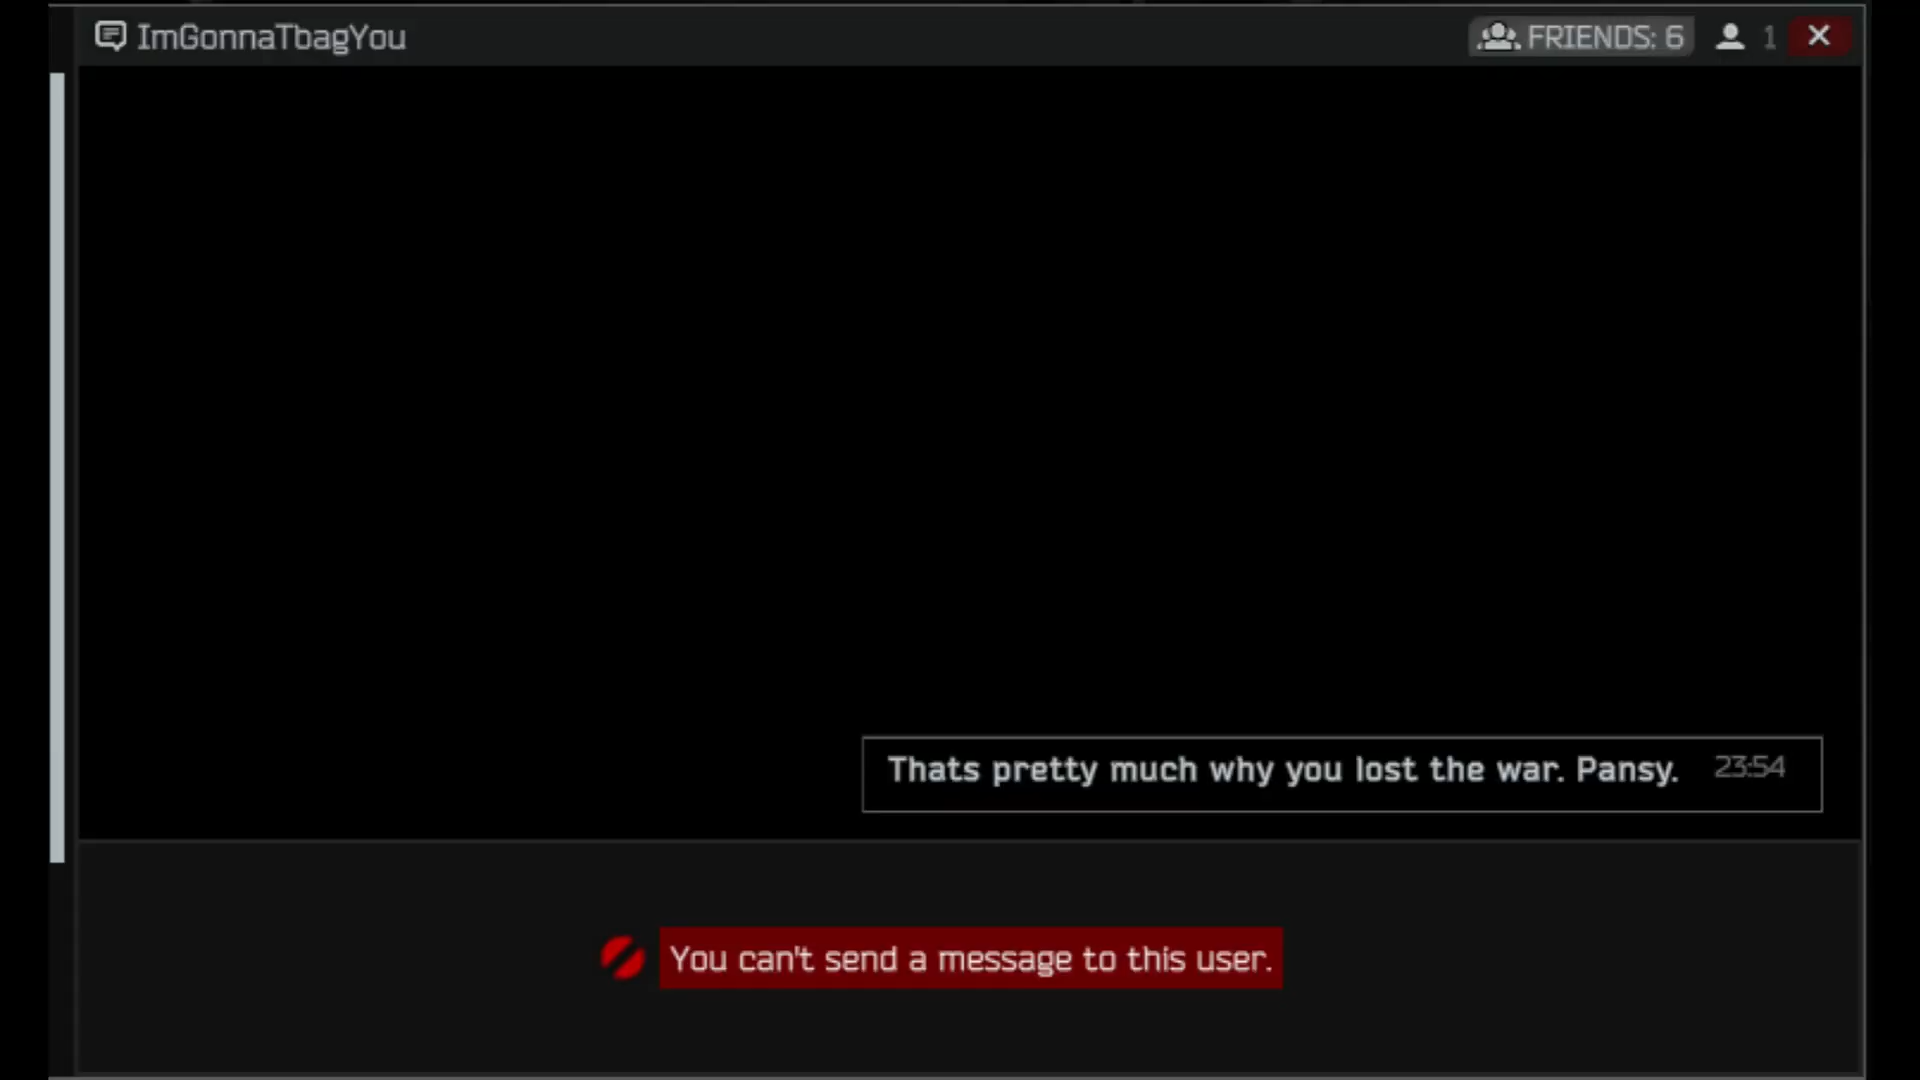 ImGonnaTbagYou
FRIENDS: 6
1
Thats pretty much why you lost the war. Pansy.
23:54
You can't send a message to this user.